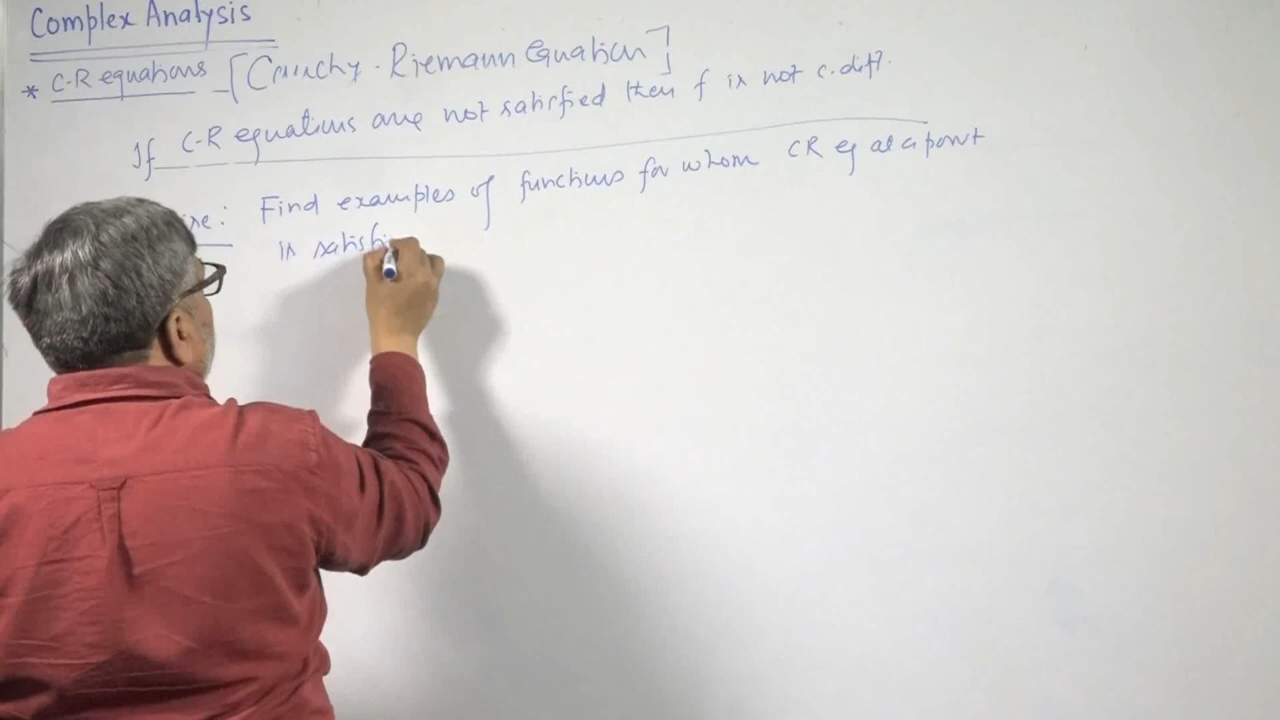 Complex Analysis
* C-R equations - [Cauchy - Riemann Equation]
If C-R equations are not satisfied then f is not c. diff.
Find examples of functions for whom CR eq at a point
is satisfi